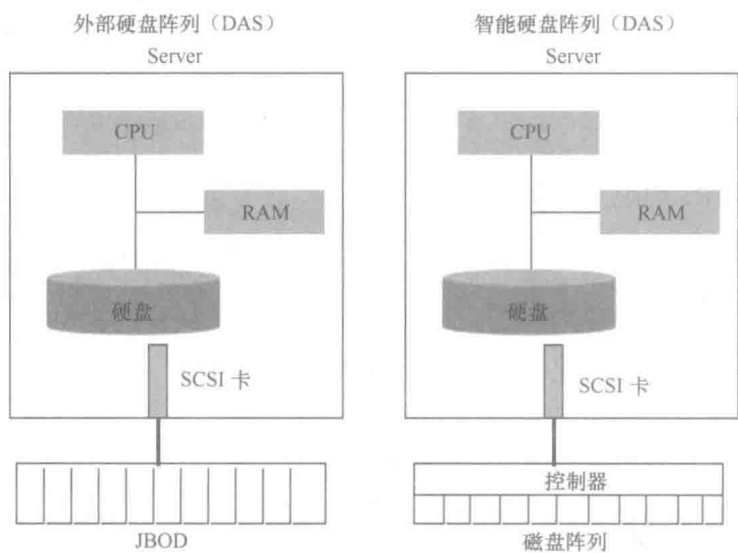 外部硬盘阵列（DAS）
Server
CPU
RAM
硬盘
SCSI 卡
JBOD
智能硬盘阵列（DAS）
Server
CPU
RAM
硬盘
SCSI 卡
控制器
磁盘阵列